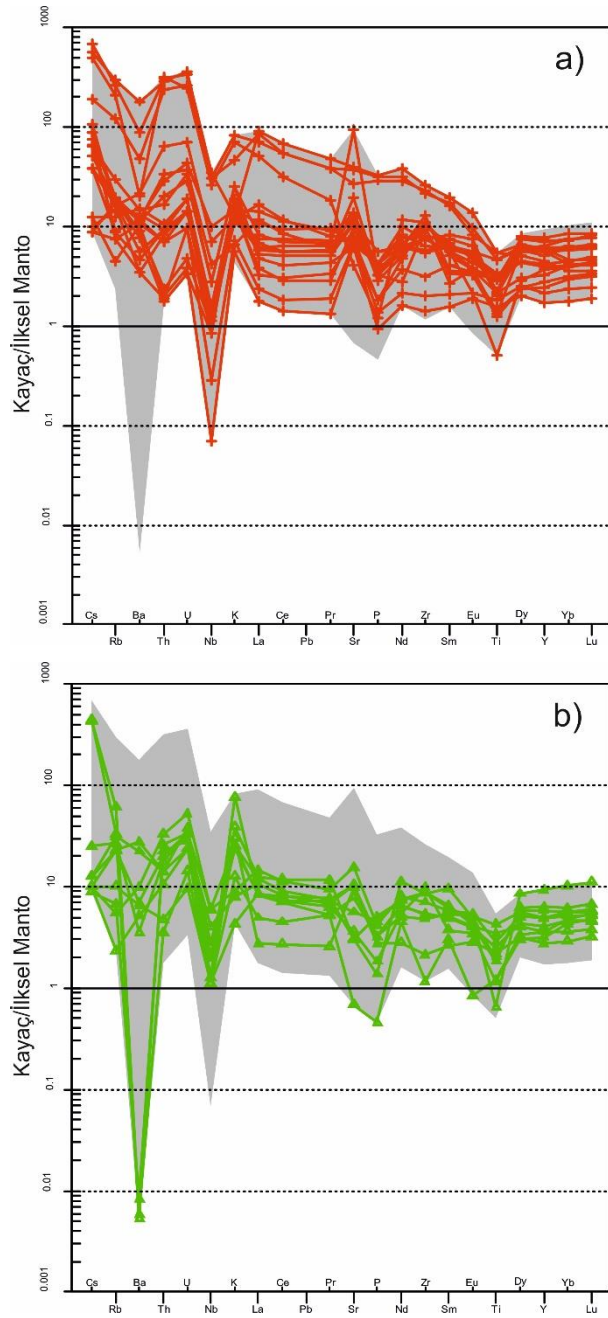 a)
Kayaç/İlksel Manto
1000
100
10
1
0.1
0.01
0.001
Cs Ba U K Ce Pr P Zr Eu Dy Yb
Rb Th Nb La Pb Sr Nd Sm Ti Y Lu
b)
Kayaç/İlksel Manto
1000
100
10
1
0.1
0.01
0.001
Cs Ba U K Ce Pr P Zr Eu Dy Yb
Rb Th Nb La Pb Sr Nd Sm Ti Y Lu